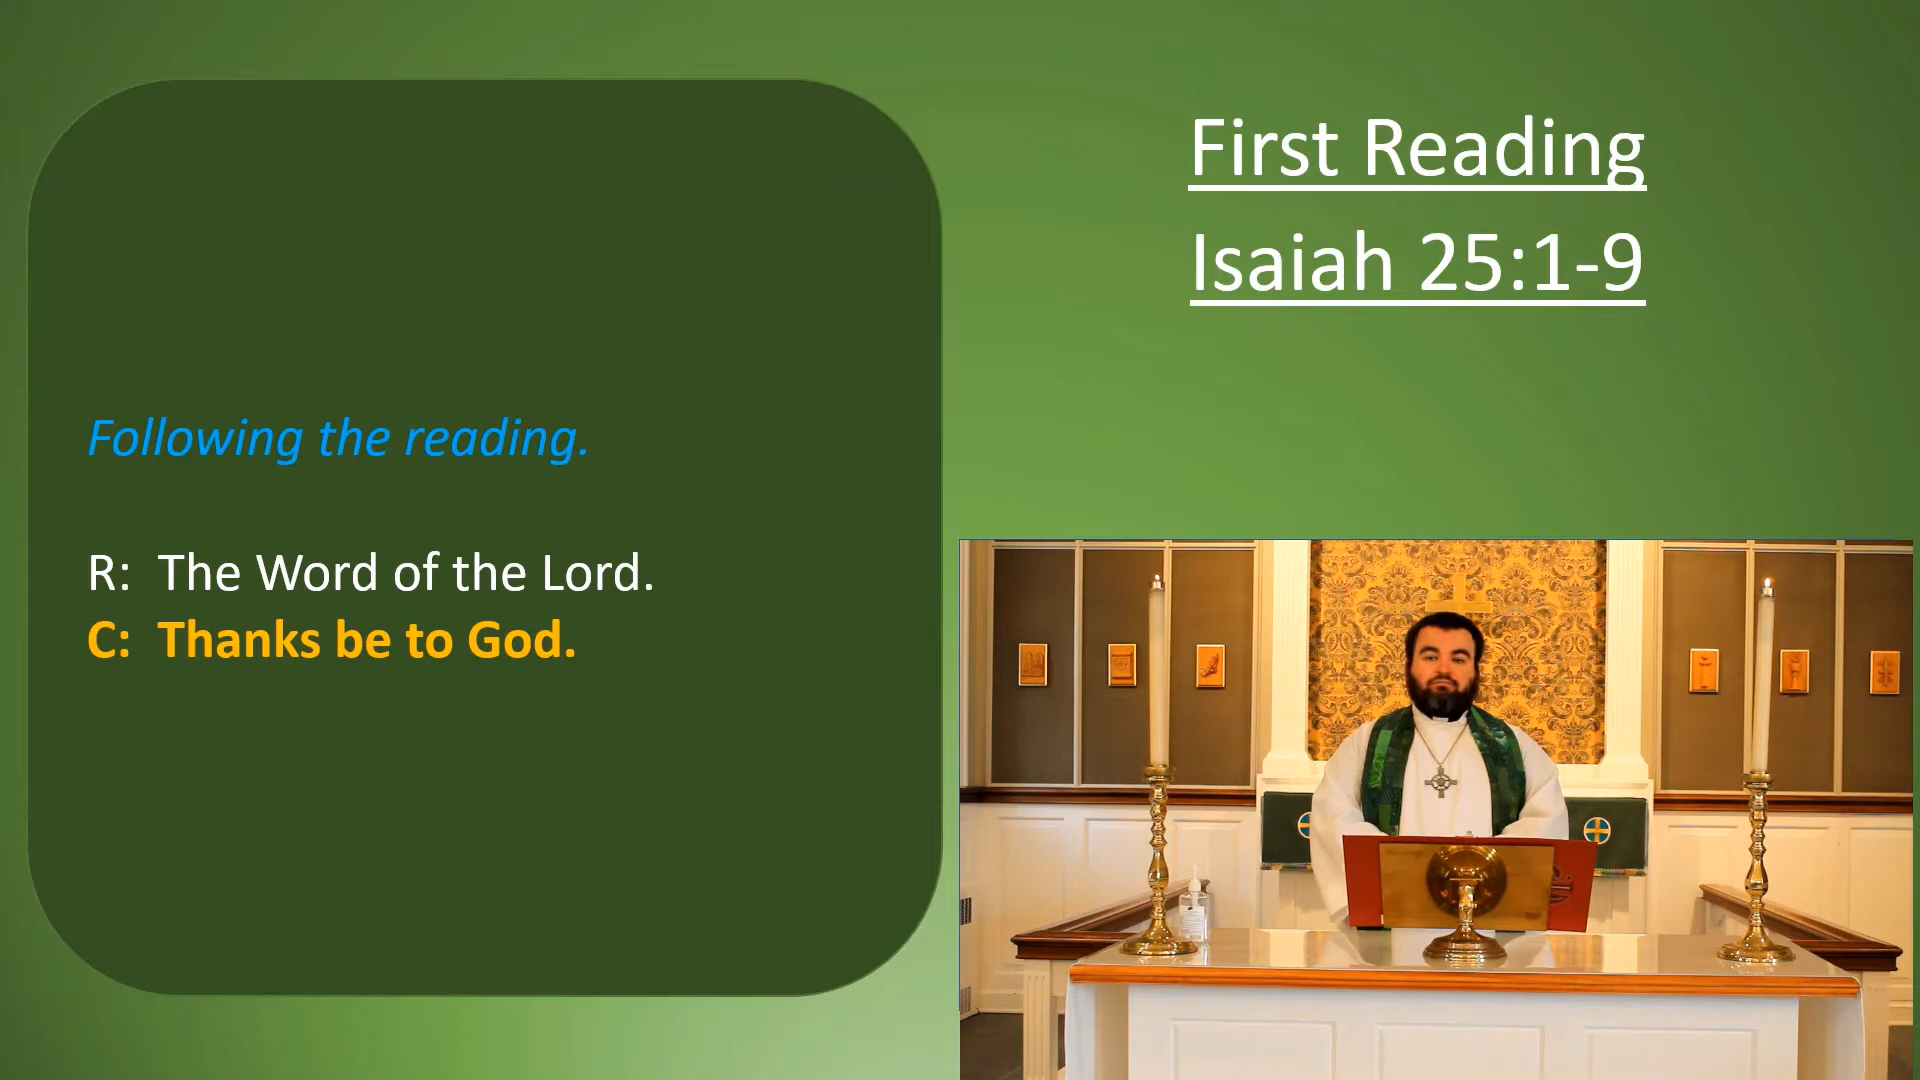 First Reading
Isaiah 25:1-9
Following the reading.
R: The Word of the Lord.
C: Thanks be to God.